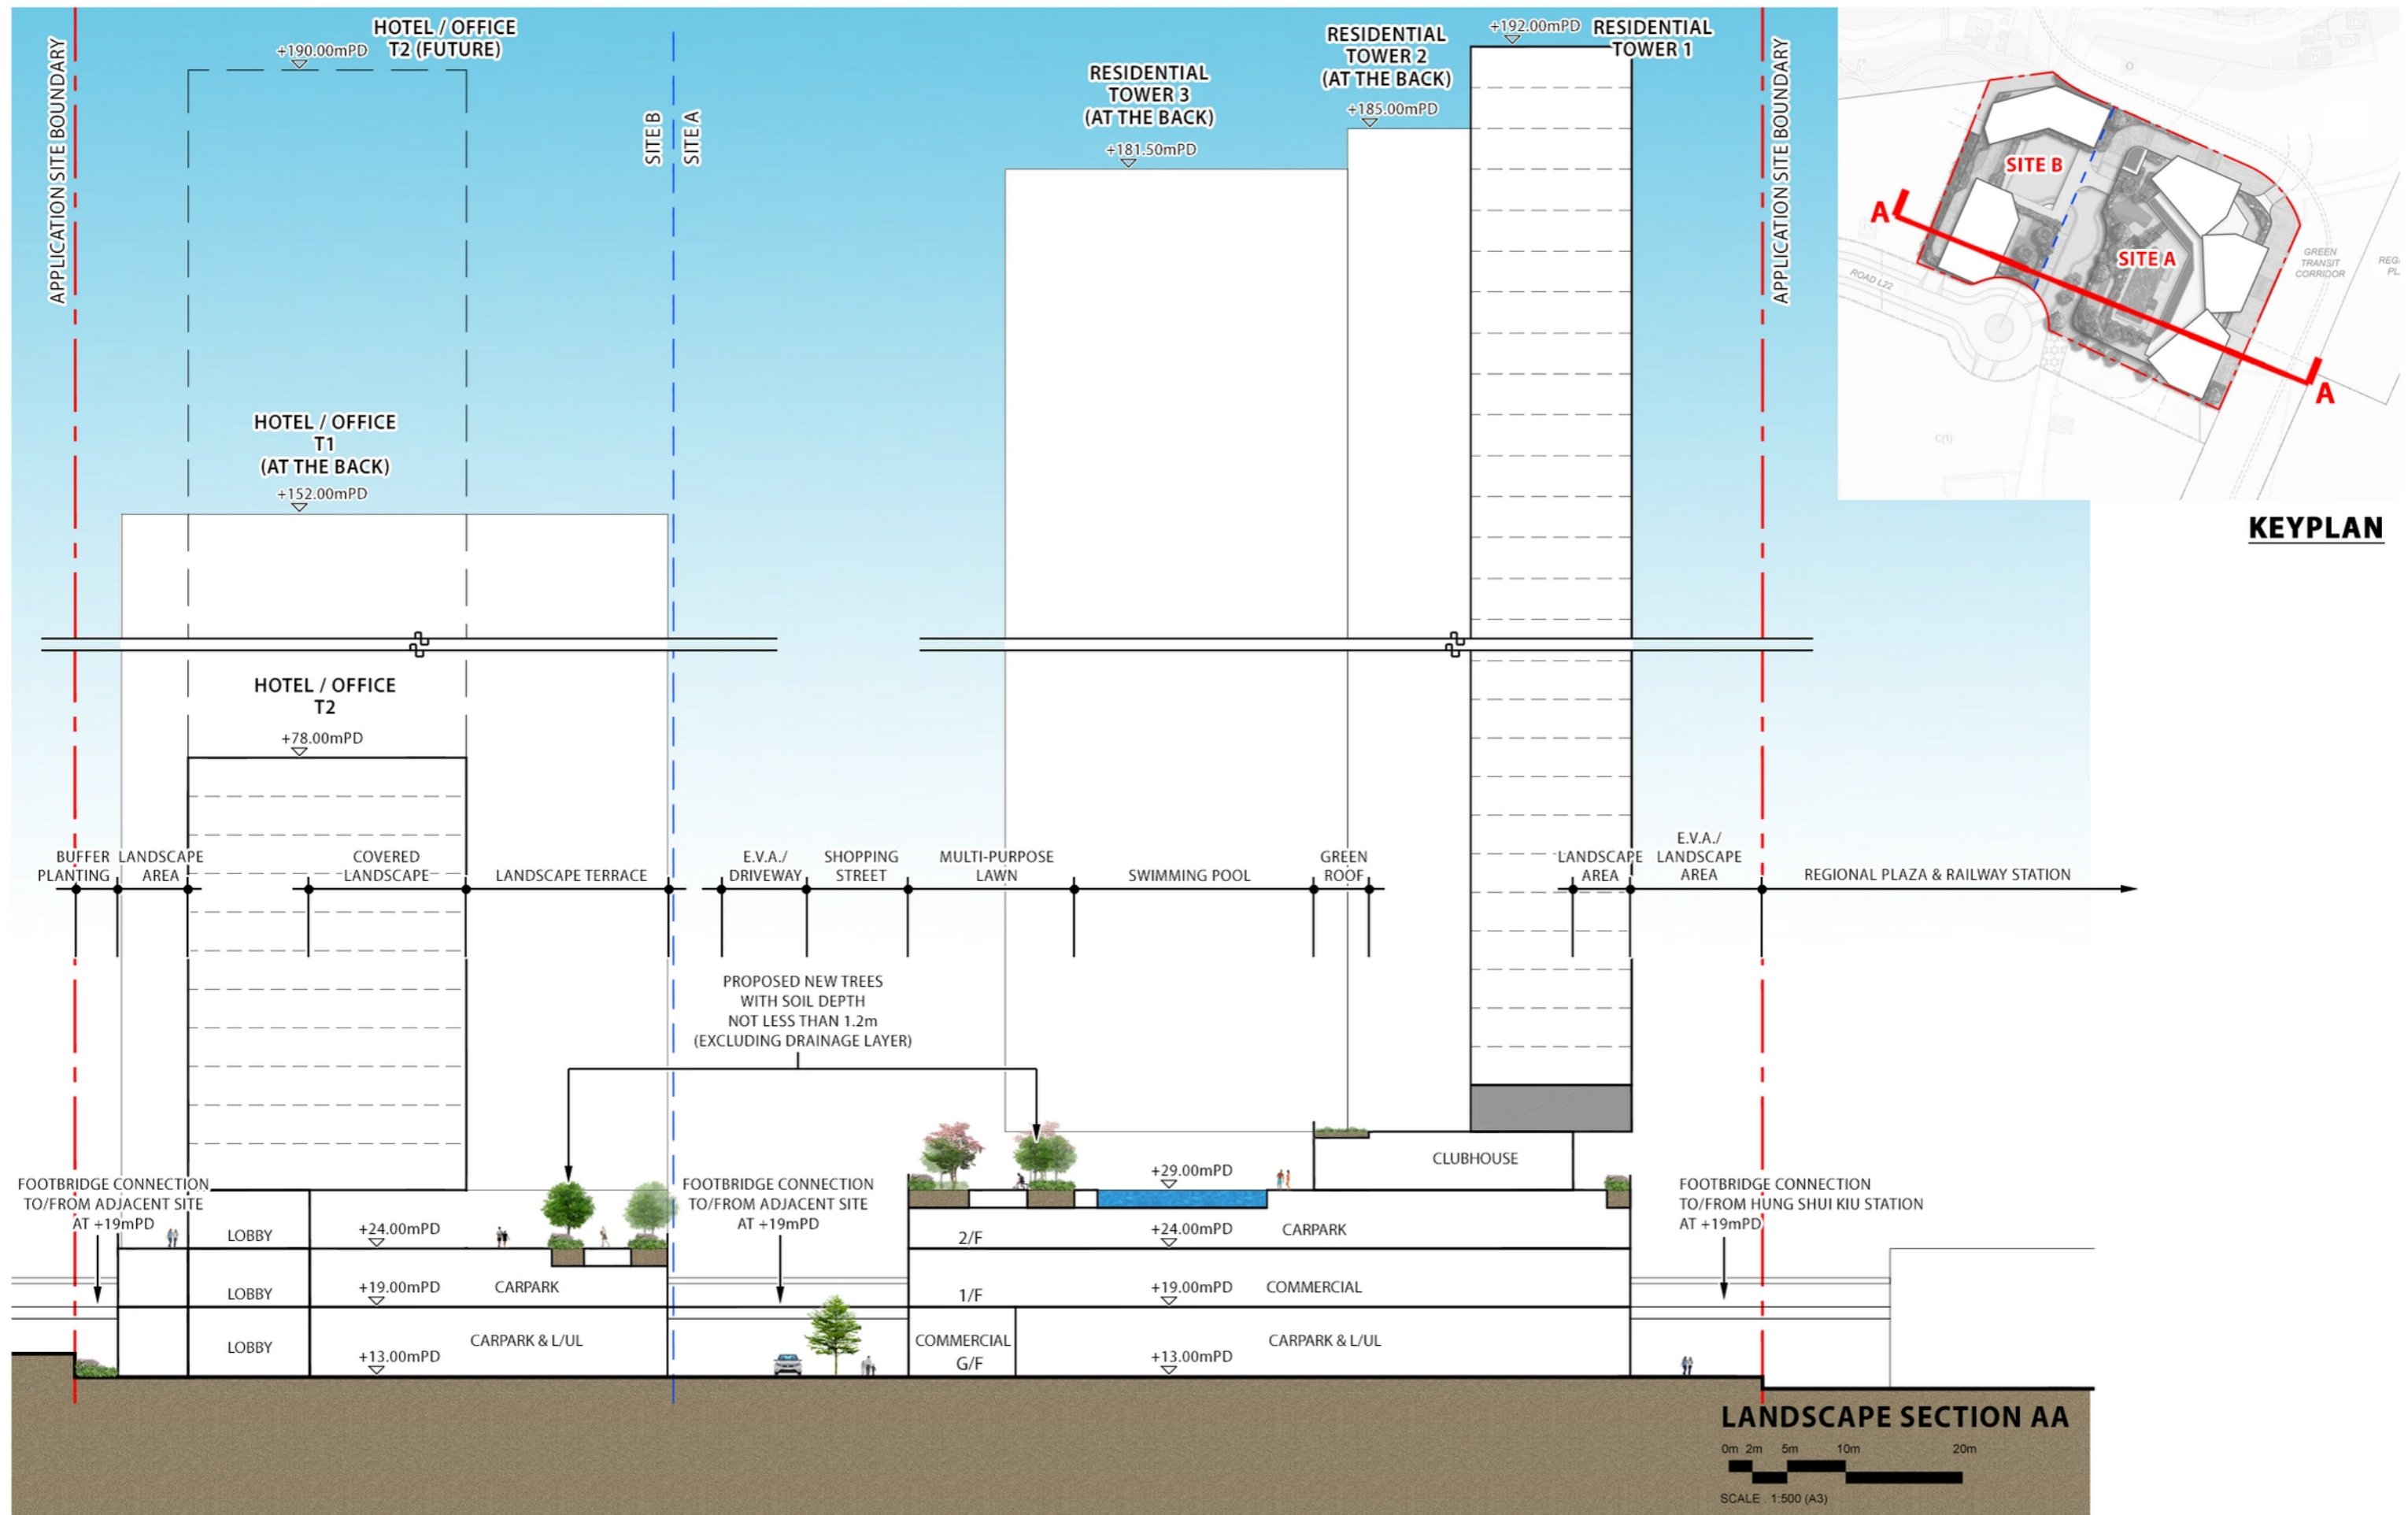 HOTEL / OFFICE
T2 (FUTURE)
+190.00mPD
RESIDENTIAL
TOWER 3
(AT THE BACK)
+181.50mPD
RESIDENTIAL
TOWER 2
(AT THE BACK)
+185.00mPD
+192.00mPD
RESIDENTIAL
TOWER 1
APPLICATION SITE BOUNDARY
SITE B
SITE A
APPLICATION SITE BOUNDARY
SITE B
SITE A
A
A
ROAD L22
GREEN
TRANSIT
CORRIDOR
C(1)
KEYPLAN
HOTEL / OFFICE
T1
(AT THE BACK)
+152.00mPD
HOTEL / OFFICE
T2
+78.00mPD
BUFFER
PLANTING
LANDSCAPE
AREA
COVERED
LANDSCAPE
LANDSCAPE TERRACE
E.V.A./
DRIVEWAY
SHOPPING
STREET
MULTI-PURPOSE
LAWN
SWIMMING POOL
GREEN
ROOF
LANDSCAPE
AREA
E.V.A./
LANDSCAPE
AREA
REGIONAL PLAZA & RAILWAY STATION
PROPOSED NEW TREES
WITH SOIL DEPTH
NOT LESS THAN 1.2m
(EXCLUDING DRAINAGE LAYER)
FOOTBRIDGE CONNECTION
TO/FROM ADJACENT SITE
AT +19mPD
FOOTBRIDGE CONNECTION
TO/FROM ADJACENT SITE
AT +19mPD
FOOTBRIDGE CONNECTION
TO/FROM HUNG SHUI KIU STATION
AT +19mPD
CLUBHOUSE
+29.00mPD
LOBBY
+24.00mPD
2/F
+24.00mPD
CARPARK
LOBBY
+19.00mPD
CARPARK
1/F
+19.00mPD
COMMERCIAL
LOBBY
+13.00mPD
CARPARK & L/UL
COMMERCIAL
G/F
+13.00mPD
CARPARK & L/UL
LANDSCAPE SECTION AA
0m 2m 5m 10m 20m
SCALE 1:500 (A3)